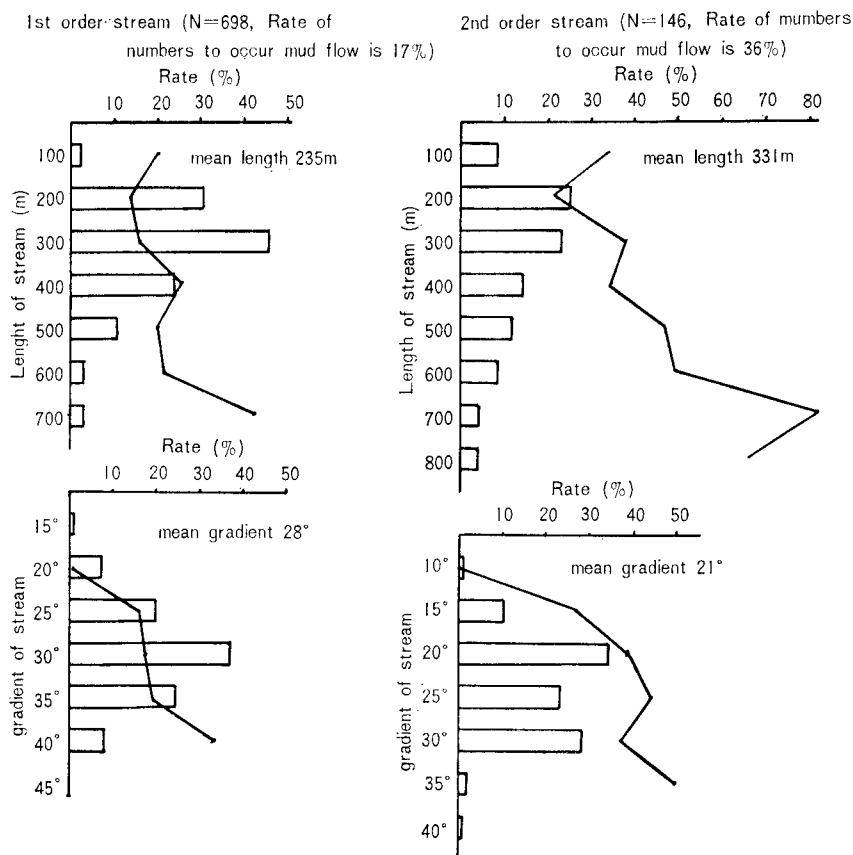 1st order stream (N=698, Rate of
numbers to occur mud flow is 17%)
Rate (%)
10 20 30 40 50
mean length 235m
Lenght of stream (m)
100
200
300
400
500
600
700
Rate (%)
10 20 30 40 50
mean gradient 28°
gradient of stream
15°
20°
25°
30°
35°
40°
45°
2nd order stream (N=146, Rate of mumbers
to occur mud flow is 36%)
Rate (%)
10 20 30 40 50 60 70 80
mean length 331m
Length of stream (m)
100
200
300
400
500
600
700
800
Rate (%)
10 20 30 40 50
mean gradient 21°
gradient of stream
10°
15°
20°
25°
30°
35°
40°